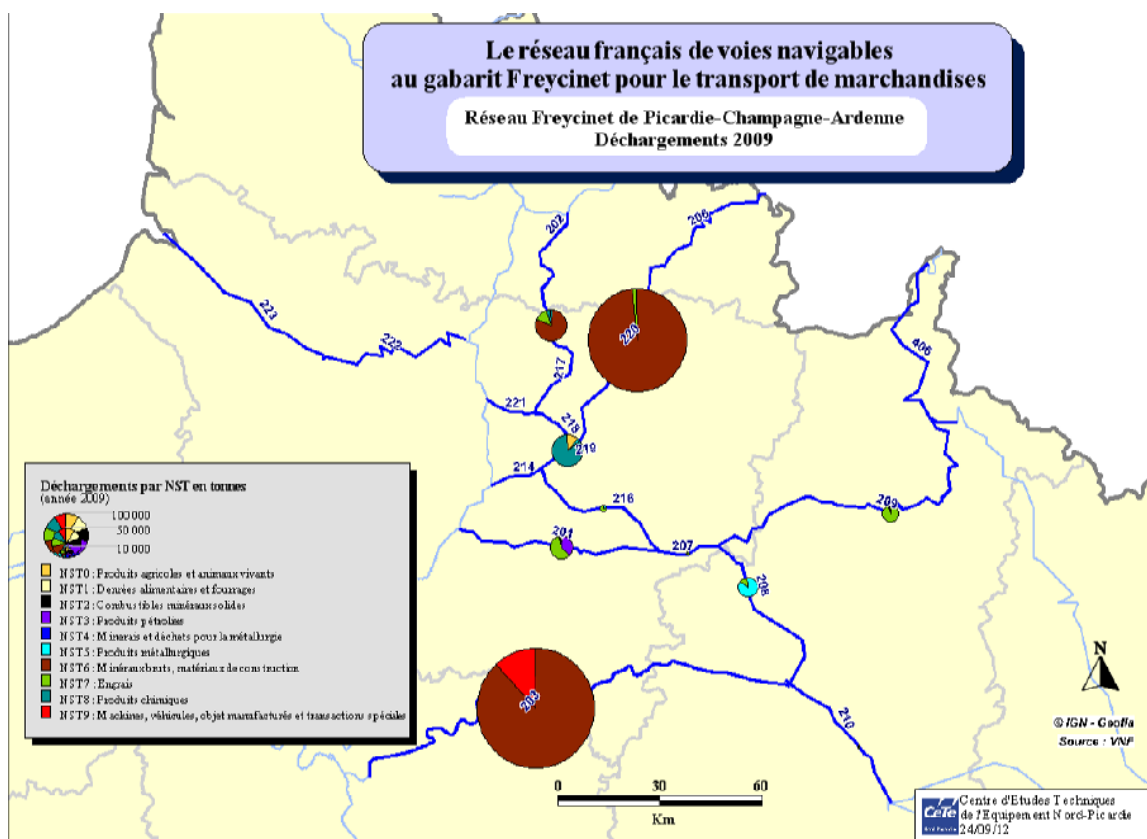 Le réseau français de voies navigables
au gabarit Freycinet pour le transport de marchandises
Réseau Freycinet de Picardie-Champagne-Ardenne
Déchargements 2009
202
206
223
222
220
217
406
221
218
219
214
216
209
201
207
208
Déchargements par NST en tonnes
(année 2009)
100 000
50 000
10 000
NST0 : Produits agricoles et animaux vivants
NST1 : Denrées alimentaires et fourrages
NST2 : Combustibles minéraux solides
NST3 : Produits pétroliers
NST4 : Minerais et déchets pour la métallurgie
NST5 : Produits métallurgiques
NST6 : Minéraux bruts, matériaux de construction
NST7 : Engrais
NST8 : Produits chimiques
NST9 : Machines, véhicules, objet manufacturés et transactions spéciales
203
210
N
© IGN - Geofla
Source : VNF
0 30 60
Km
CeTe
Nord Picardie
Centre d'Etudes Techniques
de l'Equipement Nord-Picardie
24/09/12